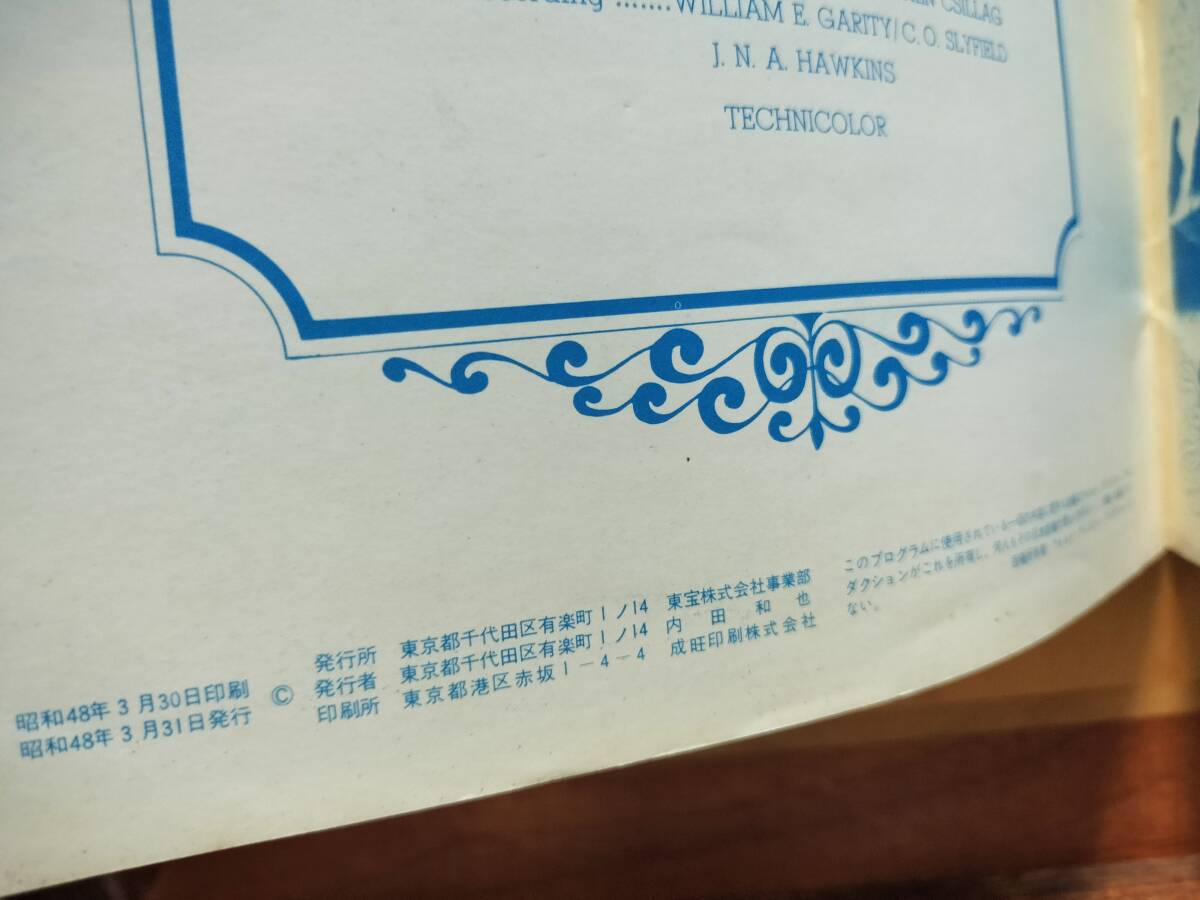 CSILLAG
.......WILLIAM E. GARITY/C.O. SLYFIELD
J. N. A. HAWKINS
TECHNICOLOR
昭和48年3月30日印刷
昭和48年3月31日発行
©
発行所 東京都千代田区有楽町1ノ14 東宝株式会社事業部
発行者 東京都千代田区有楽町1ノ14 内田和也
印刷所 東京都港区赤坂1-4-4 成旺印刷株式会社
このプログラムに使用されている
ダクションがこれを所有し、
ない。